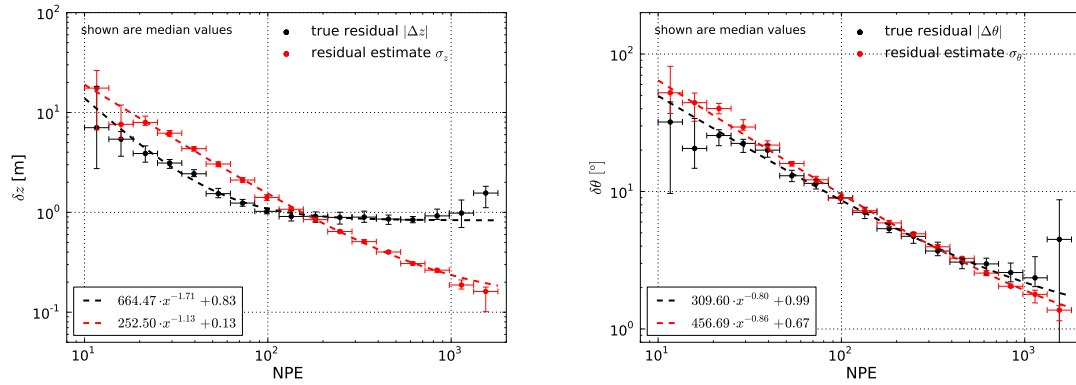 shown are median values
true residual |Δz|
residual estimate σ_z
δz [m]
10^2
10^1
10^0
10^-1
664.47 · x^-1.71 + 0.83
252.50 · x^-1.13 + 0.13
10^1 10^2 10^3
NPE
shown are median values
true residual |Δθ|
residual estimate σ_θ
δθ [°]
10^2
10^1
10^0
309.60 · x^-0.80 + 0.99
456.69 · x^-0.86 + 0.67
10^1 10^2 10^3
NPE